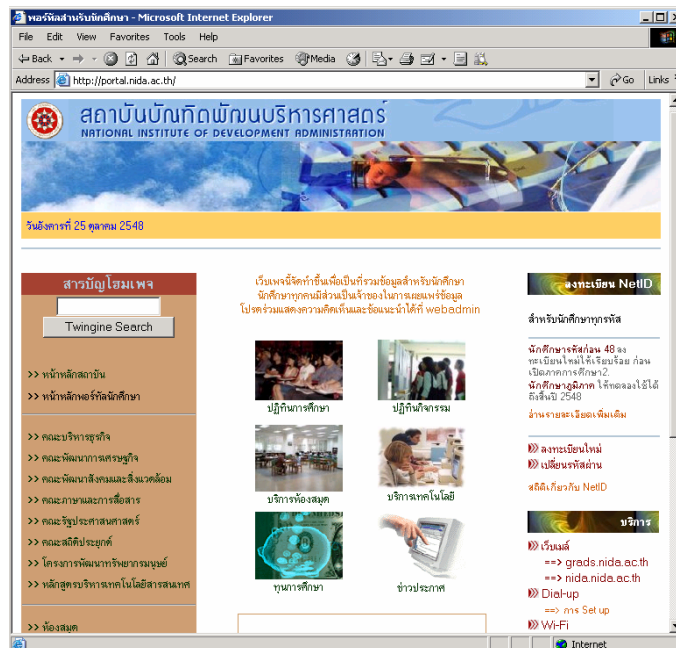 พอร์ทัลสำหรับนักศึกษา - Microsoft Internet Explorer
File Edit View Favorites Tools Help
Back Search Favorites Media
Address http://portal.nida.ac.th/ Go Links
สถาบันบัณฑิตพัฒนบริหารศาสตร์
NATIONAL INSTITUTE OF DEVELOPMENT ADMINISTRATION
วันอังคารที่ 25 ตุลาคม 2548
สารบัญโฮมเพจ
Twingine Search
>> หน้าหลักสถาบัน
>> หน้าหลักพอร์ทัลนักศึกษา
>> คณะบริหารธุรกิจ
>> คณะพัฒนาการเศรษฐกิจ
>> คณะพัฒนาสังคมและสิ่งแวดล้อม
>> คณะภาษาและการสื่อสาร
>> คณะรัฐประศาสนศาสตร์
>> คณะสถิติประยุกต์
>> โครงการพัฒนาทรัพยากรมนุษย์
>> หลักสูตรบริหารเทคโนโลยีสารสนเทศ
>> ห้องสมุด
เว็บเพจนี้จัดทำขึ้นเพื่อเป็นที่รวมข้อมูลสำหรับนักศึกษา
นักศึกษาทุกคนมีส่วนเป็นเจ้าของในการเผยแพร่ข้อมูล
โปรดร่วมแสดงความคิดเห็นและข้อแนะนำได้ที่ webadmin
ปฏิทินการศึกษา ปฏิทินกิจกรรม
บริการห้องสมุด บริการเทคโนโลยี
ทุนการศึกษา ข่าวประกาศ
ลงทะเบียน NetID
สำหรับนักศึกษาทุกรหัส
นักศึกษารหัสก่อน 48 ลง
ทะเบียนใหม่ให้เรียบร้อย ก่อน
เปิดภาคการศึกษา2.
นักศึกษาภูมิภาค ให้ทดลองใช้ได้
ถึงสิ้นปี 2548
อ่านรายละเอียดเพิ่มเติม
ลงทะเบียนใหม่
เปลี่ยนรหัสผ่าน
สถิติเกี่ยวกับ NetID
บริการ
เว็บเมล์
==> grads.nida.ac.th
==> nida.nida.ac.th
Dial-up
==> การ Set up
Wi-Fi
Internet